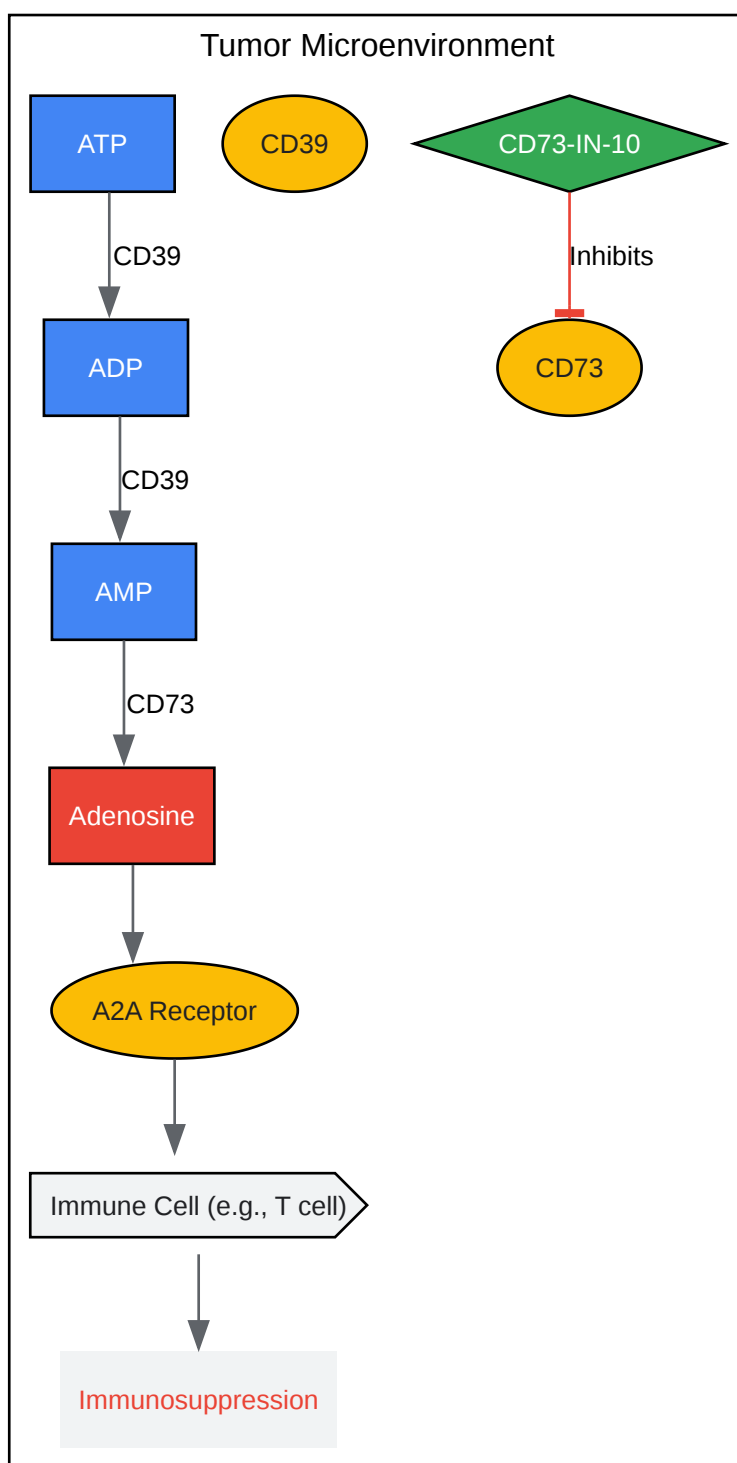 Tumor Microenvironment
ATP
CD39
CD73-IN-10
CD39
Inhibits
ADP
CD73
CD39
AMP
CD73
Adenosine
A2A Receptor
Immune Cell (e.g., T cell)
Immunosuppression